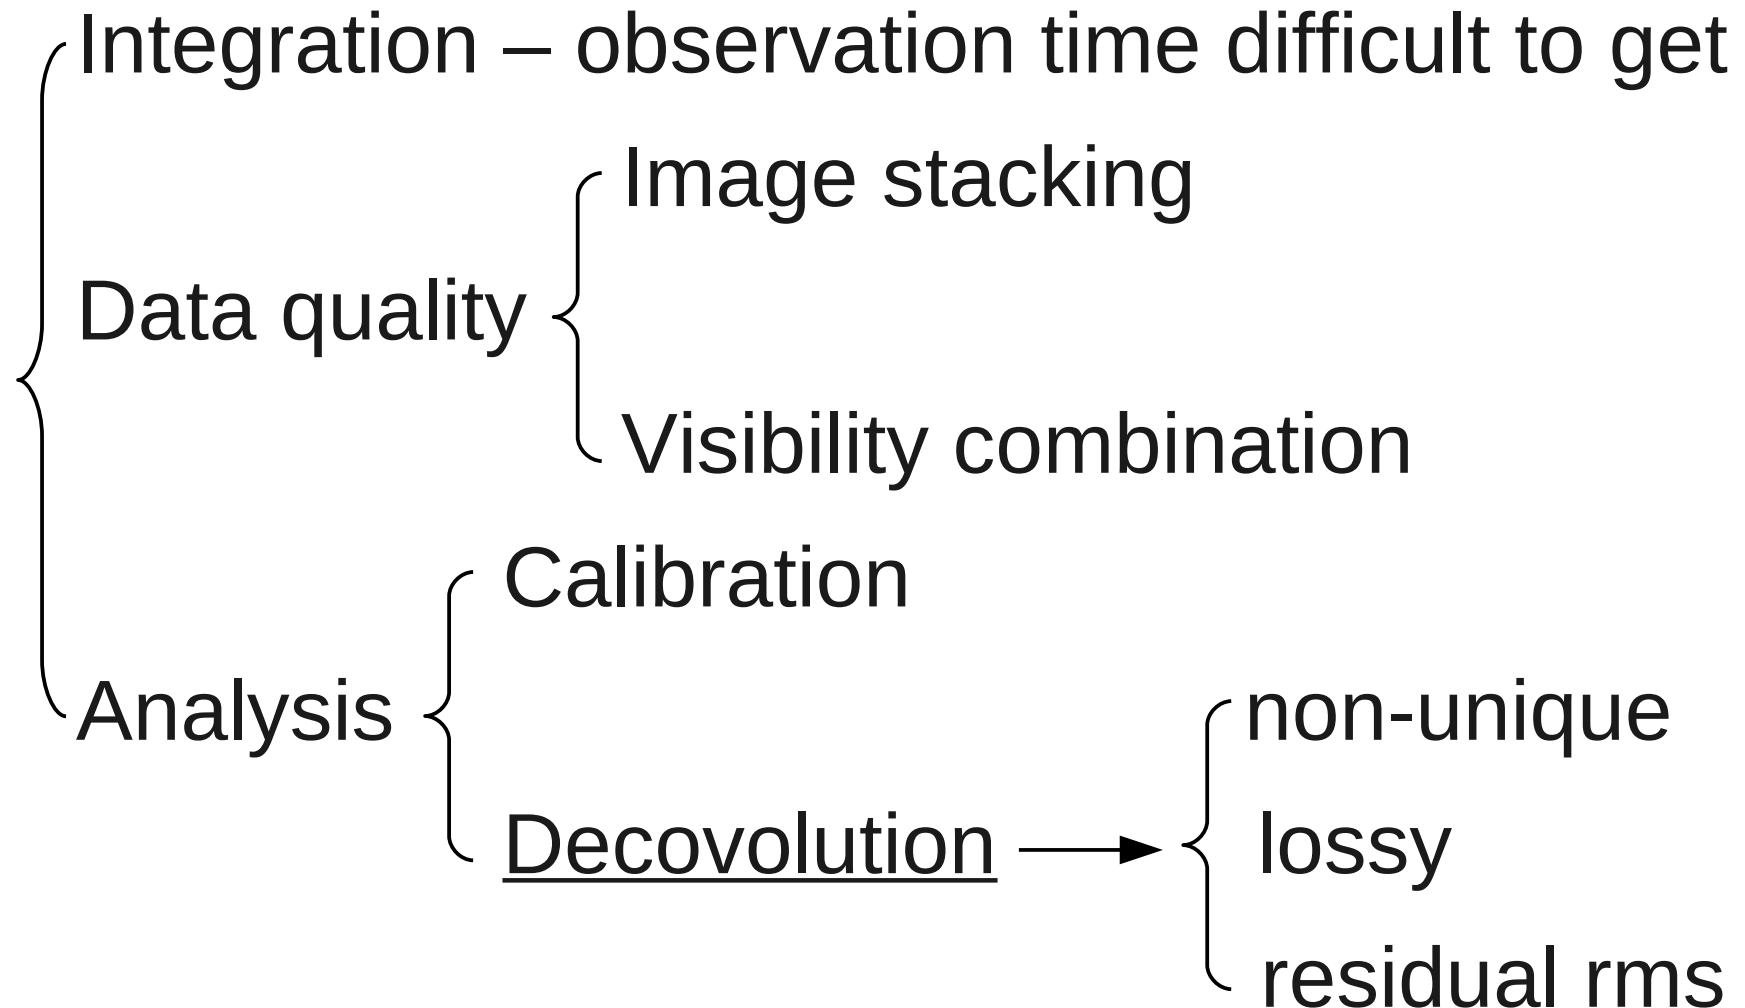 Integration – observation time difficult to get
Image stacking
Data quality
Visibility combination
Calibration
Analysis
non-unique
Decovolution
lossy
residual rms